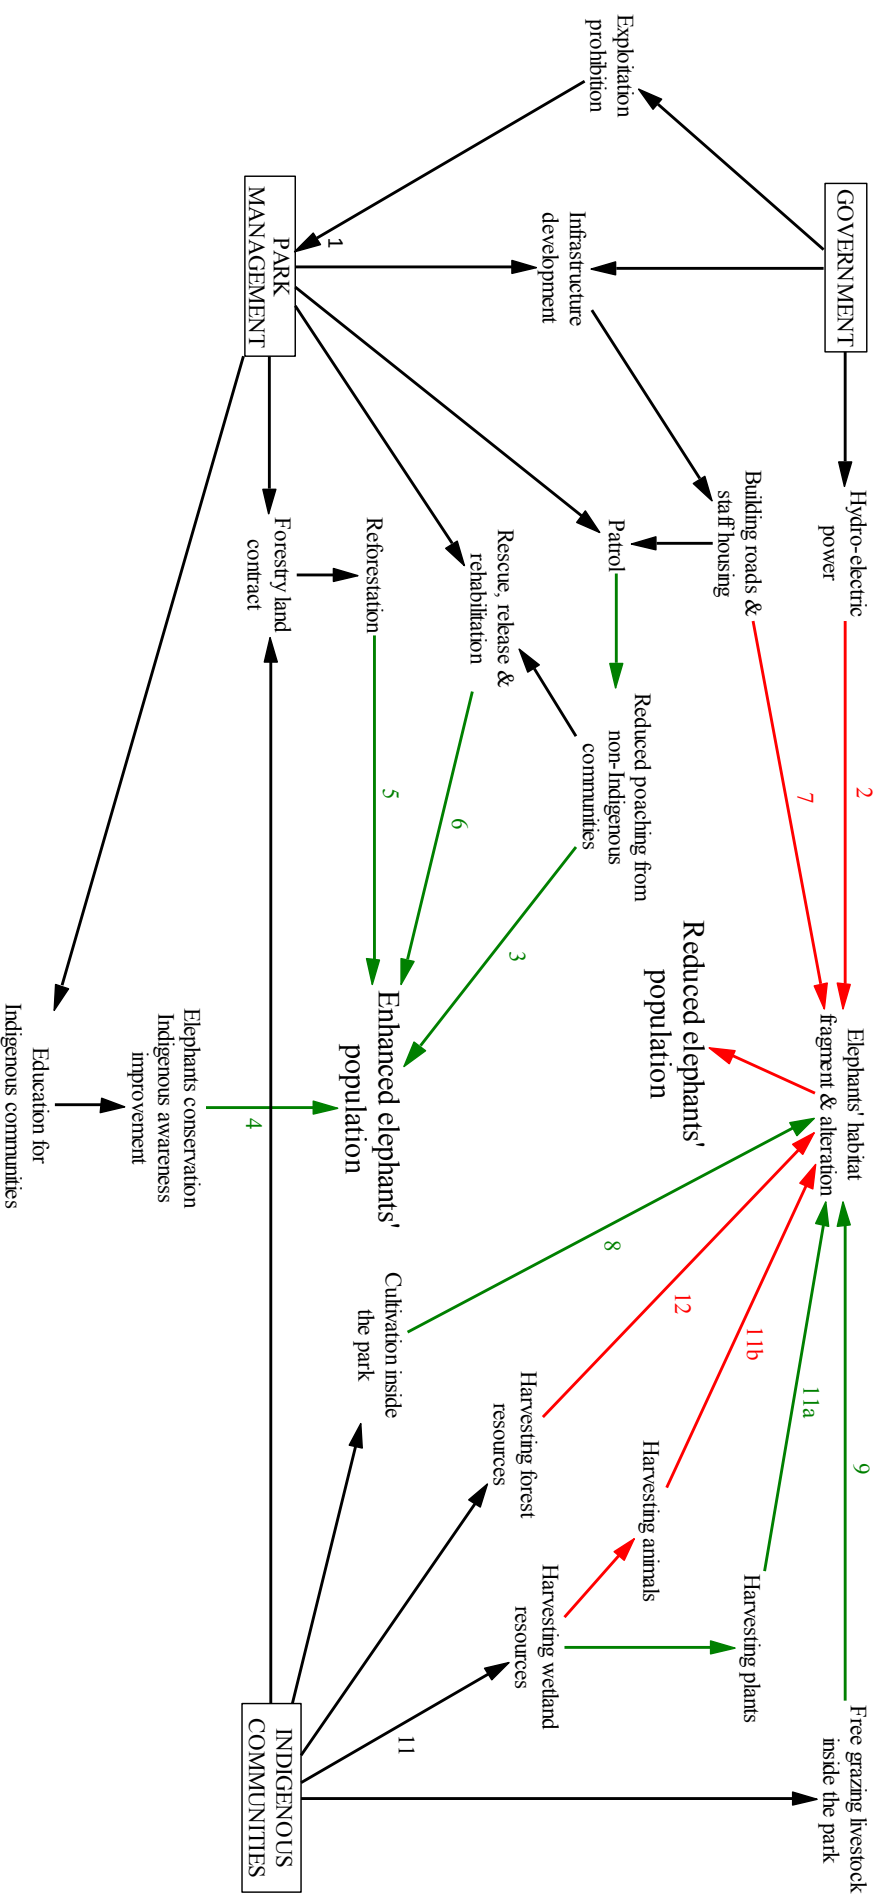 GOVERNMENT
Hydro-electric
power
2
Elephants' habitat
fragment & alteration
9
Free grazing livestock
inside the park
Exploitation
prohibition
Infrastructure
development
Building roads &
staff housing
7
11a
Harvesting plants
11b
Harvesting animals
12
Reduced elephants'
population
Patrol
Reduced poaching from
non-Indigenous
communities
8
Harvesting wetland
resources
Harvesting forest
resources
3
Rescue, release &
rehabilitation
6
Enhanced elephants'
population
Cultivation inside
the park
Reforestation
5
1
11
PARK
MANAGEMENT
Forestry land
contract
4
INDIGENOUS
COMMUNITIES
Elephants conservation
Indigenous awareness
improvement
Education for
Indigenous communities